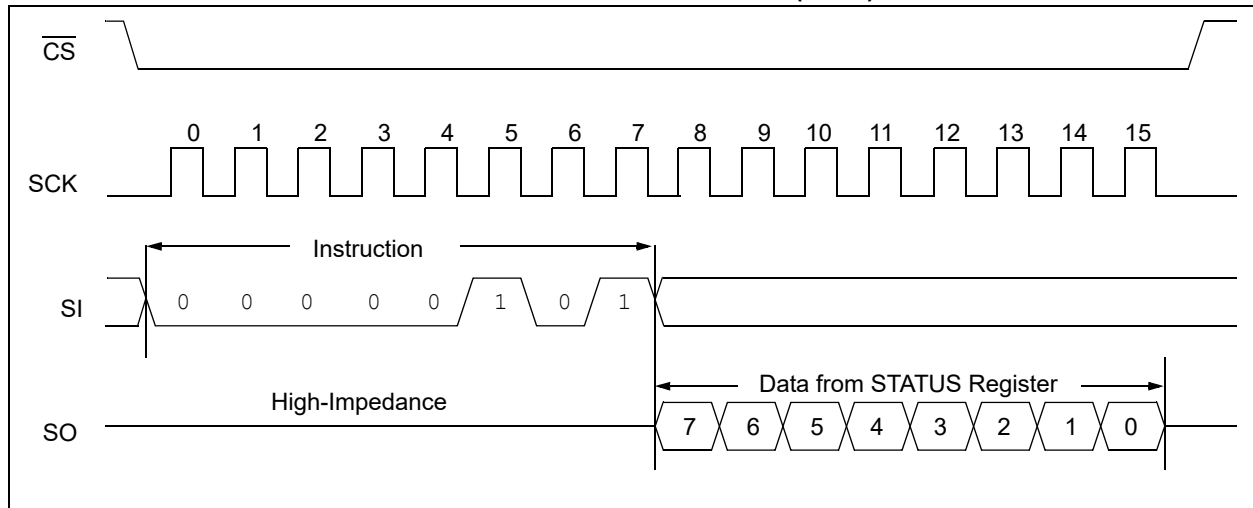 CS
0 1 2 3 4 5 6 7 8 9 10 11 12 13 14 15
SCK
Instruction
SI 0 0 0 0 0 1 0 1
Data from STATUS Register
High-Impedance
SO 7 6 5 4 3 2 1 0